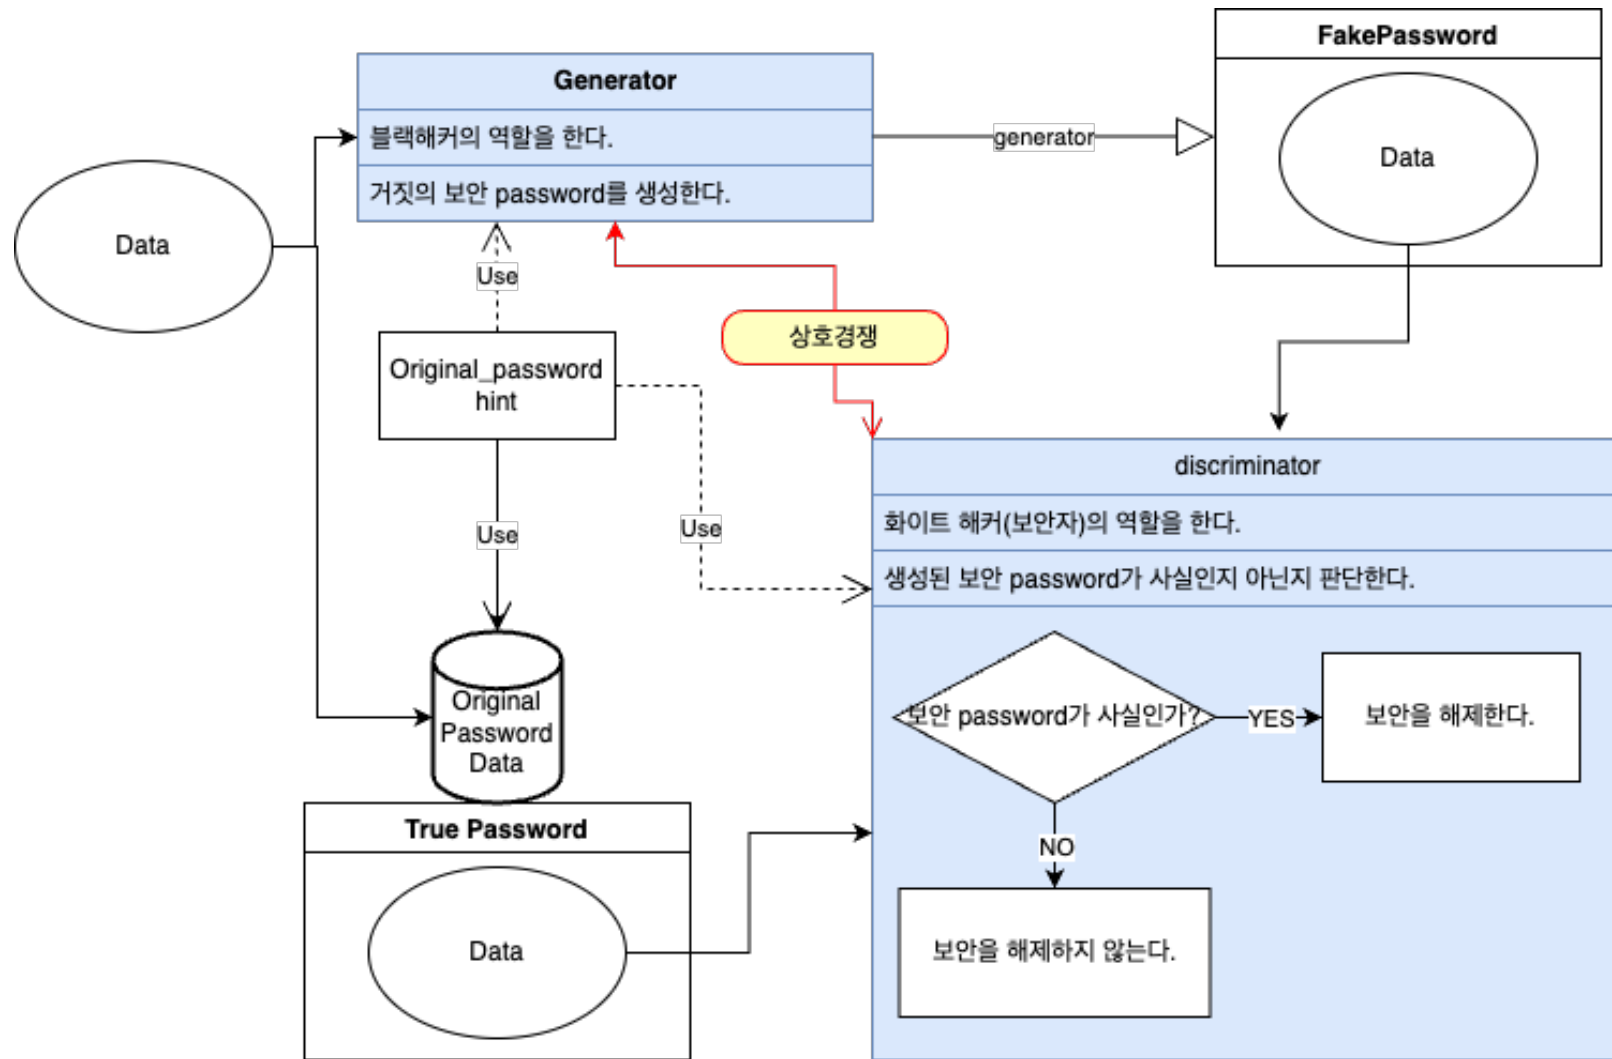 FakePassword
Data
Generator
블랙해커의 역할을 한다.
거짓의 보안 password를 생성한다.
generator
Data
Use
상호경쟁
Original_password
hint
Use
Use
discriminator
화이트 해커(보안자)의 역할을 한다.
생성된 보안 password가 사실인지 아닌지 판단한다.
보안 password가 사실인가?
YES
보안을 해제한다.
NO
보안을 해제하지 않는다.
Original
Password
Data
True Password
Data